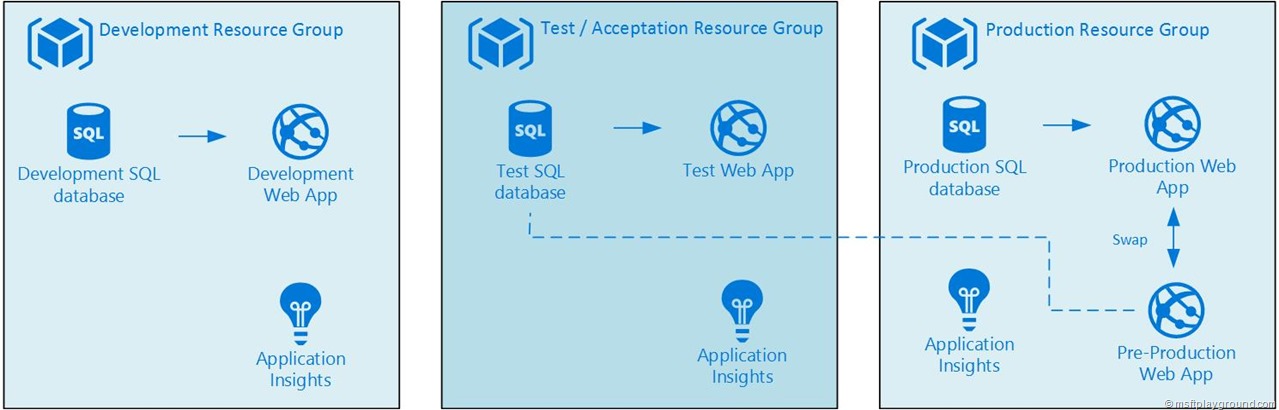 Development Resource Group
SQL
Development SQL
database
Development
Web App
Application
Insights
Test / Acceptation Resource Group
SQL
Test SQL
database
Test Web App
Application
Insights
Production Resource Group
SQL
Production SQL
database
Production Web
App
Swap
Application
Insights
Pre-Production
Web App
© msftplayground.com